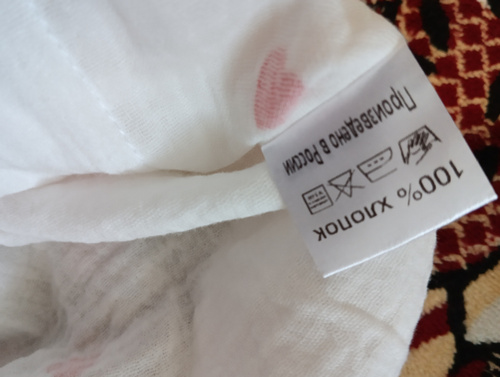 100% хлопок
Произведено в России